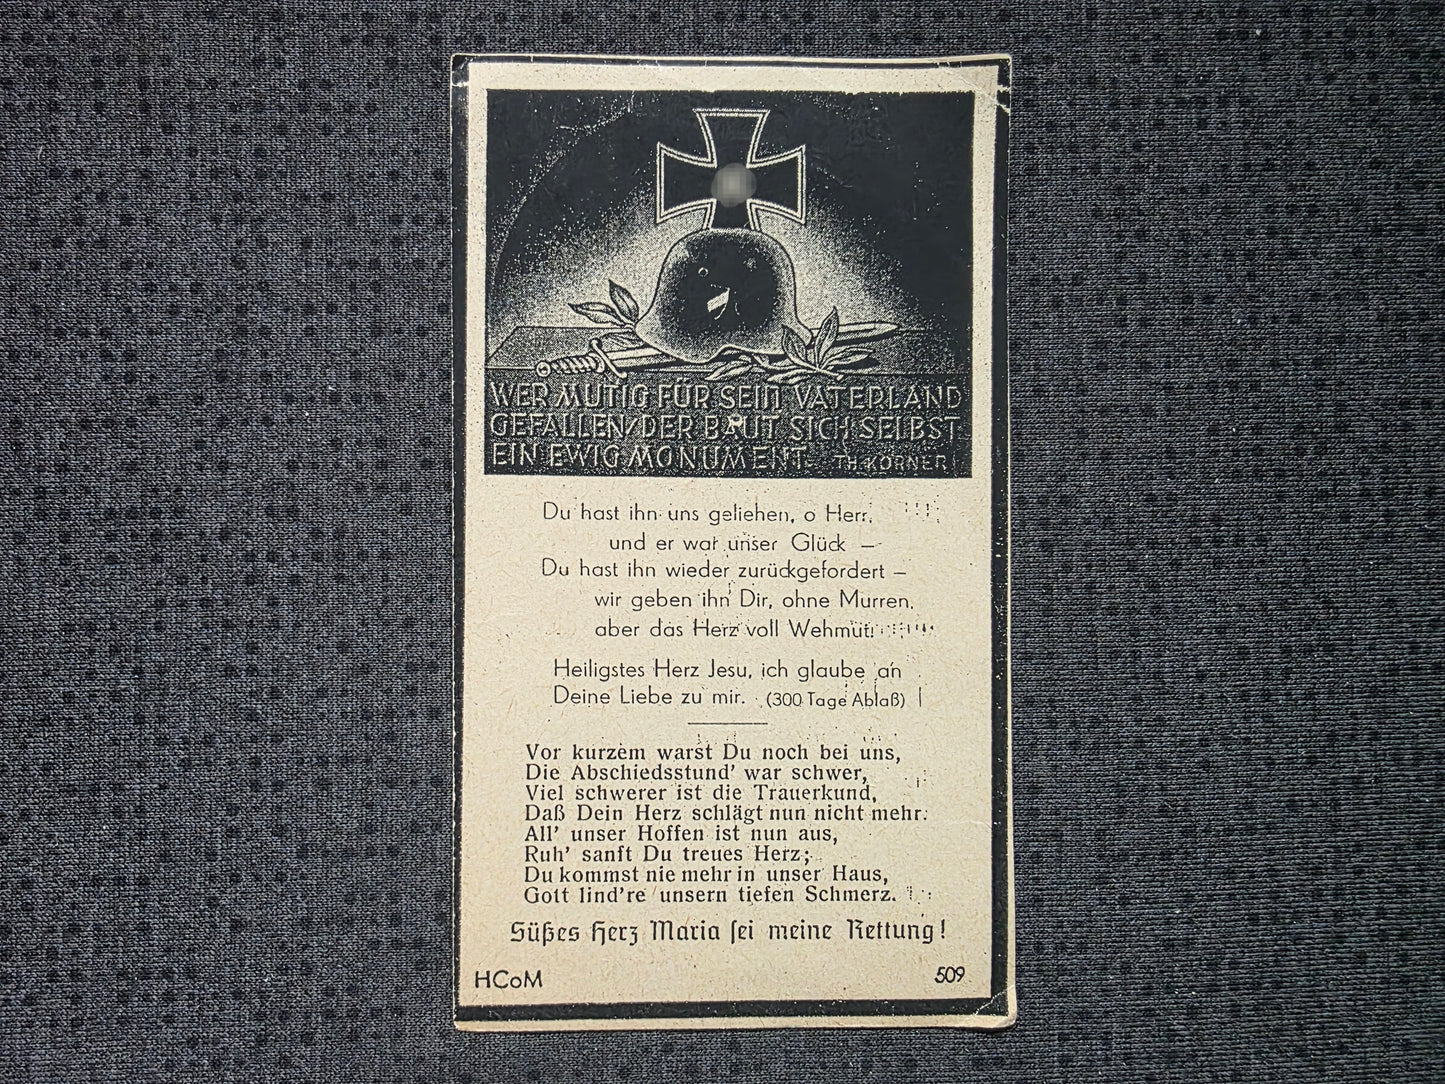 WER MUTIG FÜR SEIN VATERLAND
GEFALLEN/DER BAUT SICH SELBST
EIN EWIG MONUMENT. TH. KÖRNER
Du hast ihn uns geliehen, o Herr,
und er war unser Glück –
Du hast ihn wieder zurückgefordert –
wir geben ihn Dir, ohne Murren,
aber das Herz voll Wehmut.
Heiligstes Herz Jesu, ich glaube an
Deine Liebe zu mir. (300 Tage Ablaß)
Vor kurzem warst Du noch bei uns,
Die Abschiedsstund’ war schwer,
Viel schwerer ist die Trauerkund,
Daß Dein Herz schlägt nun nicht mehr.
All’ unser Hoffen ist nun aus,
Ruh’ sanft Du treues Herz;
Du kommst nie mehr in unser Haus,
Gott lind’re unsern tiefen Schmerz.
Süßes Herz Maria sei meine Rettung!
HCoM 509